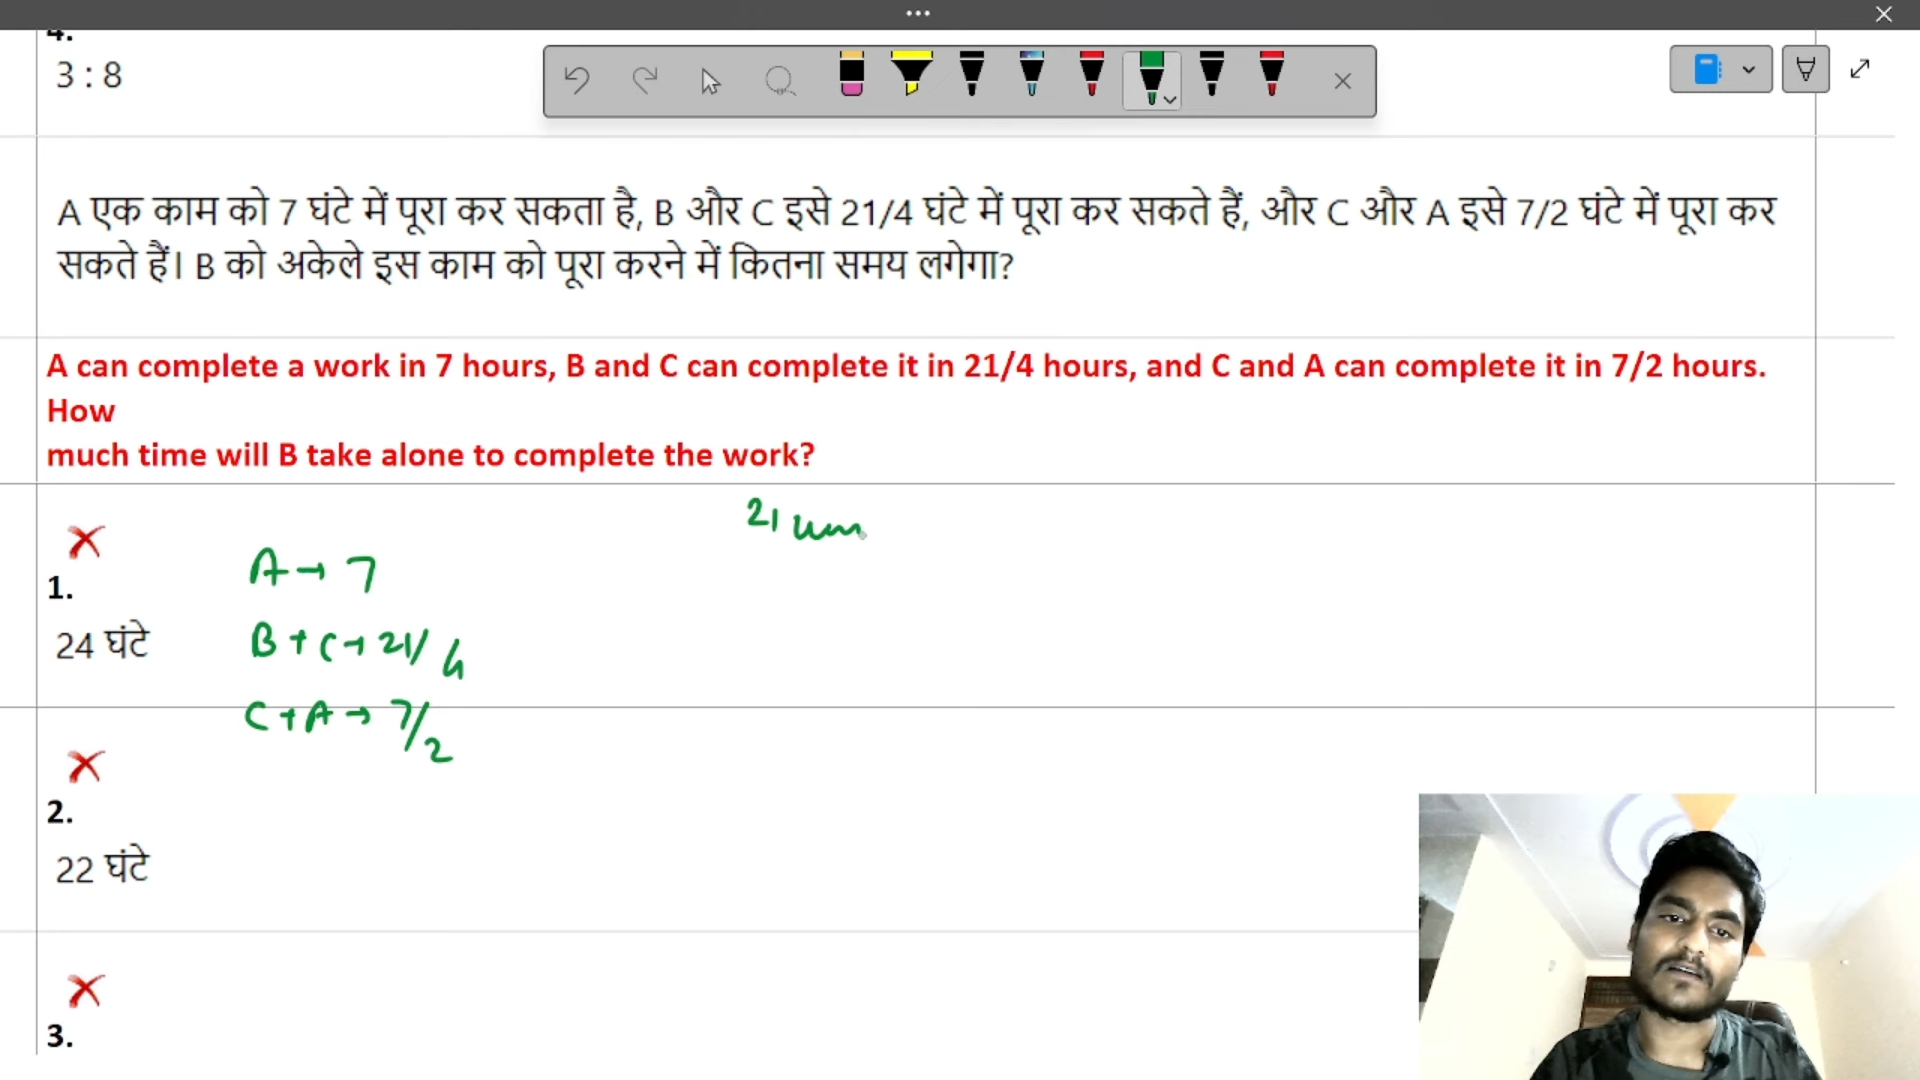 4.
3 : 8
A एक काम को 7 घंटे में पूरा कर सकता है, B और C इसे 21/4 घंटे में पूरा कर सकते हैं, और C और A इसे 7/2 घंटे में पूरा कर
सकते हैं। B को अकेले इस काम को पूरा करने में कितना समय लगेगा?
A can complete a work in 7 hours, B and C can complete it in 21/4 hours, and C and A can complete it in 7/2 hours.
How
much time will B take alone to complete the work?
21
1.
24 घंटे
A → 7
B + C → 21/4
C + A → 7/2
2.
22 घंटे
3.